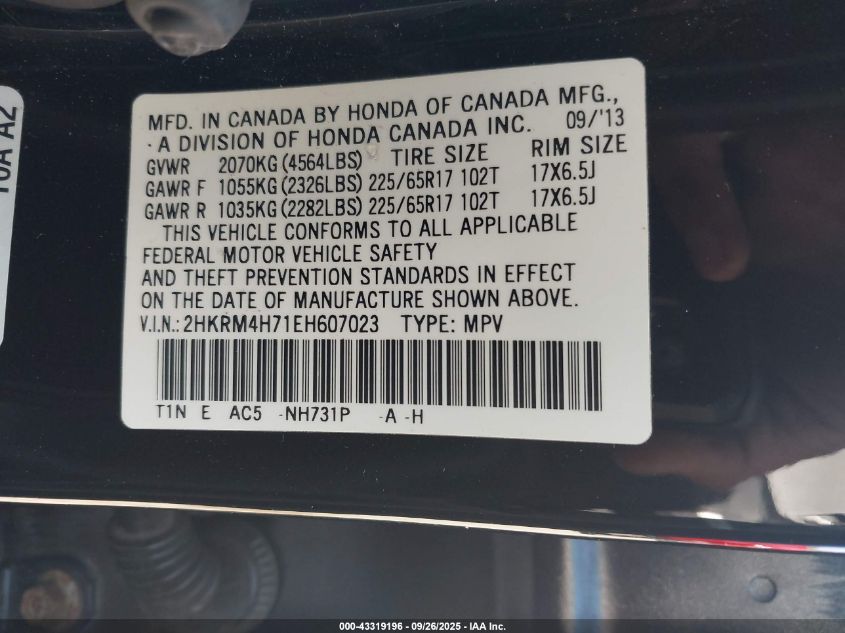 10A A2
MFD. IN CANADA BY HONDA OF CANADA MFG.,
- A DIVISION OF HONDA CANADA INC. 09/'13
GVWR 2070KG (4564LBS) TIRE SIZE RIM SIZE
GAWR F 1055KG (2326LBS) 225/65R17 102T 17X6.5J
GAWR R 1035KG (2282LBS) 225/65R17 102T 17X6.5J
THIS VEHICLE CONFORMS TO ALL APPLICABLE
FEDERAL MOTOR VEHICLE SAFETY
AND THEFT PREVENTION STANDARDS IN EFFECT
ON THE DATE OF MANUFACTURE SHOWN ABOVE.
V.I.N.: 2HKRM4H71EH607023 TYPE: MPV
T1N E AC5 -NH731P -A -H
000-43319196 - 09/26/2025 - IAA Inc.